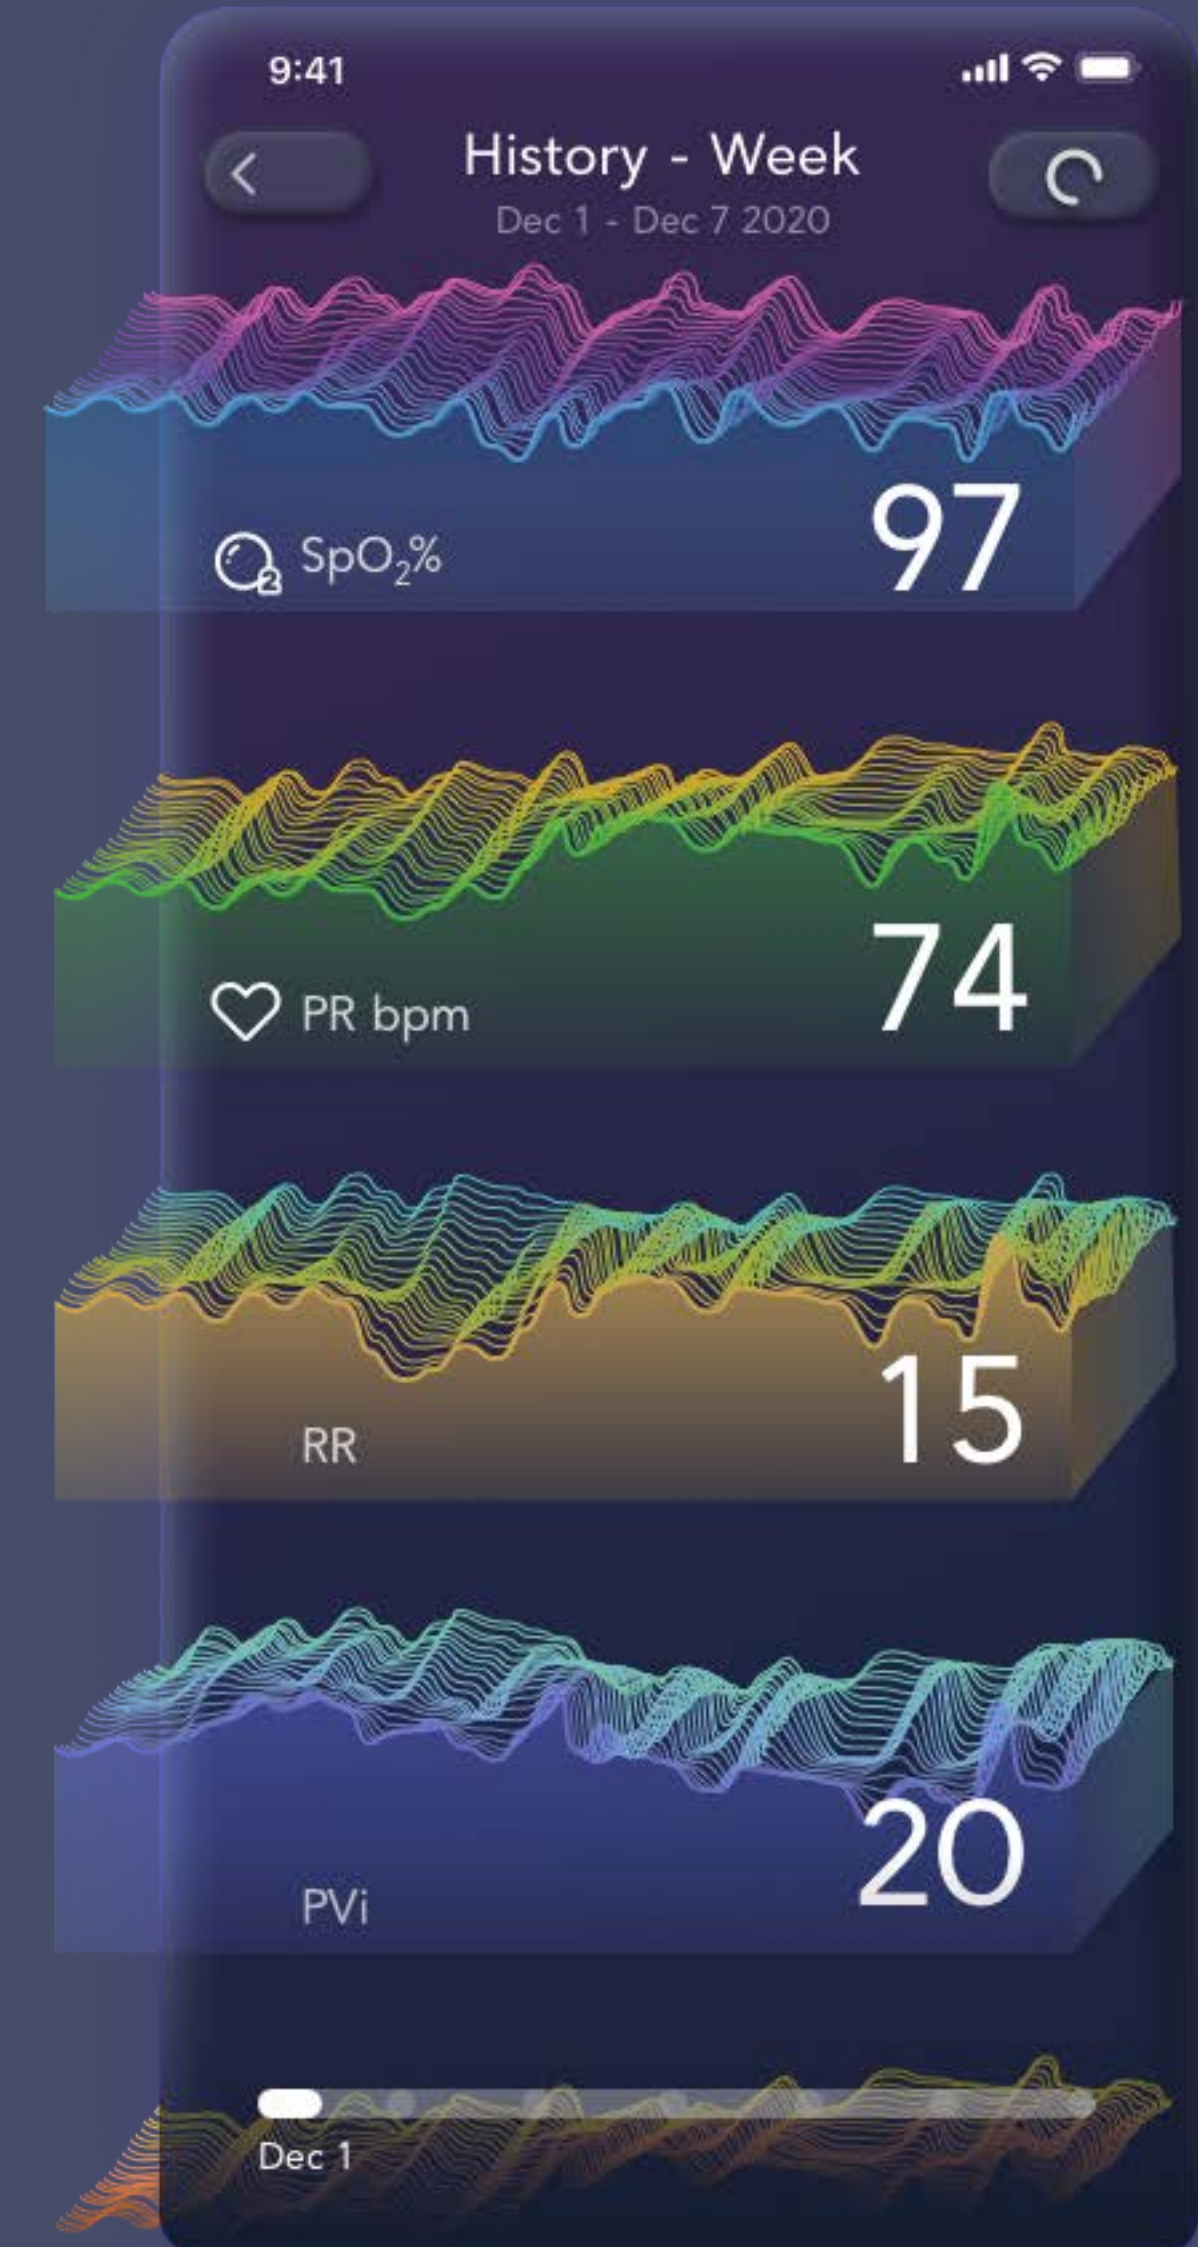 9:41
History - Week
Dec 1 - Dec 7 2020
97
SpO₂%
74
PR bpm
15
RR
20
PVi
Dec 1